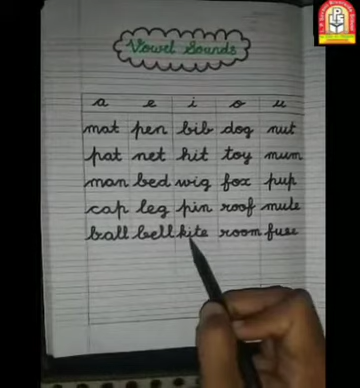 Vowel Sounds
a e i o u
mat pen bib dog nut
pat net hit toy mum
man bed wig fox pup
cap leg pin roof mule
ball bell kite room fuse